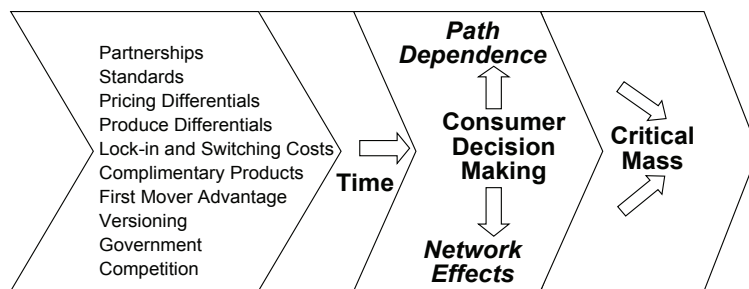 Partnerships
Standards
Pricing Differentials
Produce Differentials
Lock-in and Switching Costs
Complimentary Products
First Mover Advantage
Versioning
Government
Competition
Time
Path
Dependence
Consumer
Decision
Making
Network
Effects
Critical
Mass